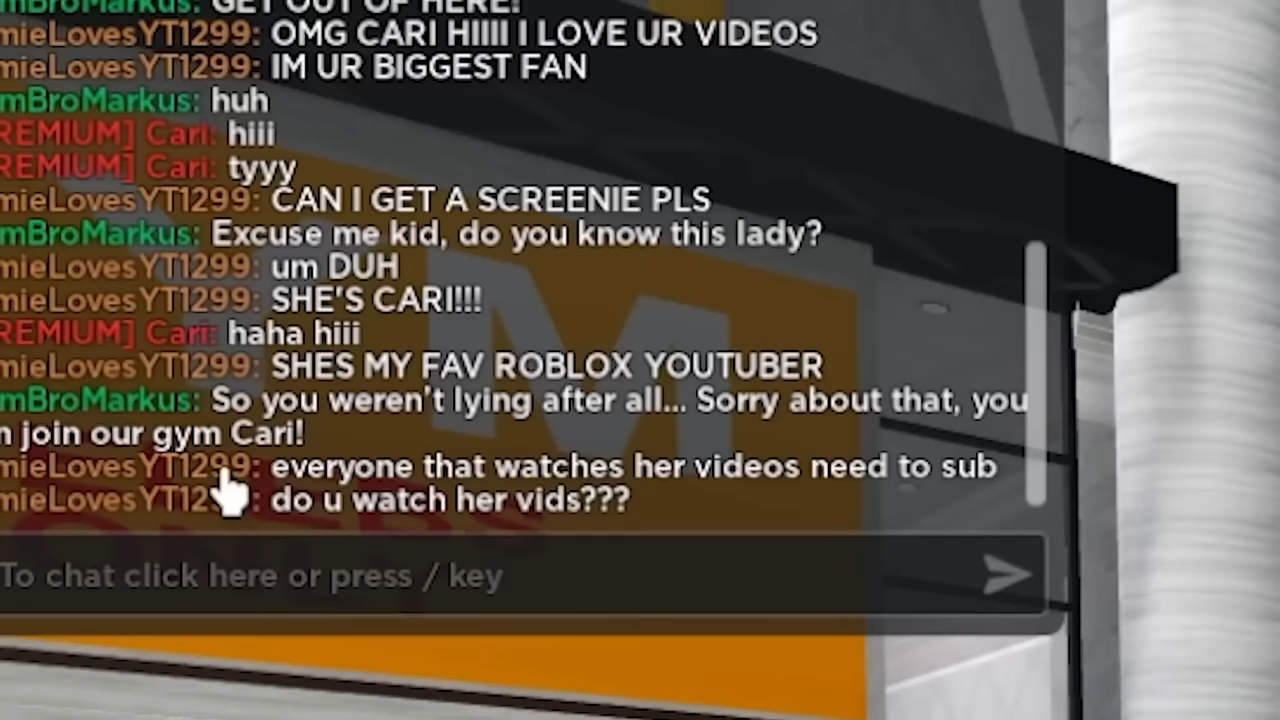 mBroMarkus: GET OUT OF HERE!
mieLovesYT1299: OMG CARI HIIII I LOVE UR VIDEOS
mieLovesYT1299: IM UR BIGGEST FAN
mBroMarkus: huh
REMIUM] Cari: hiii
REMIUM] Cari: tyyy
mieLovesYT1299: CAN I GET A SCREENIE PLS
mBroMarkus: Excuse me kid, do you know this lady?
mieLovesYT1299: um DUH
mieLovesYT1299: SHE'S CARI!!!
REMIUM] Cari: haha hiii
mieLovesYT1299: SHES MY FAV ROBLOX YOUTUBER
mBroMarkus: So you weren't lying after all... Sorry about that, you
n join our gym Cari!
mieLovesYT1299: everyone that watches her videos need to sub
mieLovesYT12 : do u watch her vids???
To chat click here or press / key